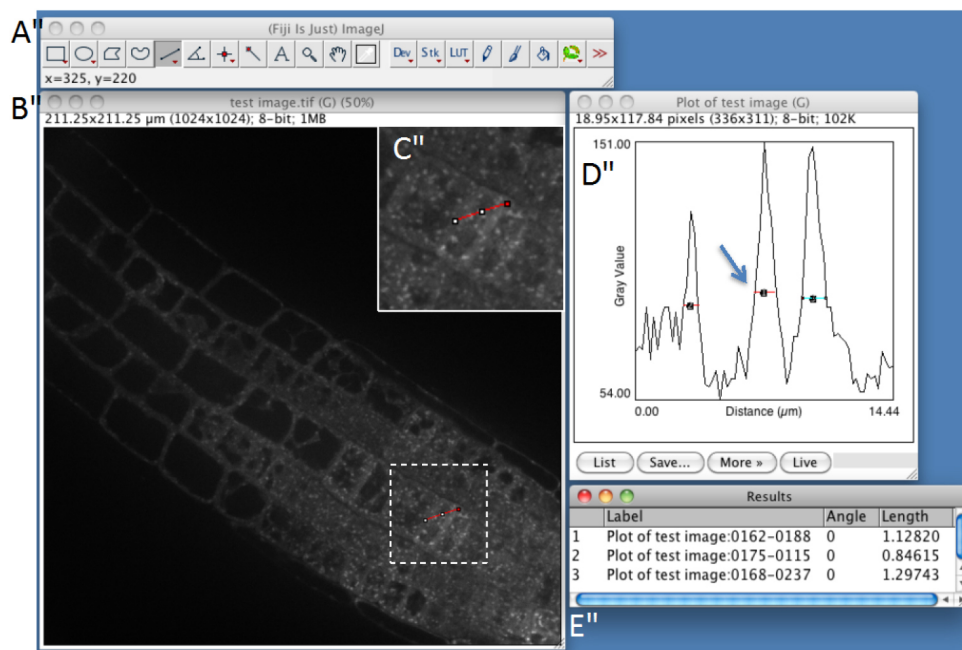 A"
(Fiji Is Just) ImageJ
A
Dev Stk LUT >>
x=325, y=220
B"
test image.tif (G) (50%)
211.25x211.25 µm (1024x1024); 8-bit; 1MB
C"
Plot of test image (G)
18.95x117.84 pixels (336x311); 8-bit; 102K
151.00
D"
Gray Value
54.00
0.00
Distance (µm)
14.44
List
Save...
More »
Live
Results
Label Angle Length
1 Plot of test image:0162-0188 0 1.12820
2 Plot of test image:0175-0115 0 0.84615
3 Plot of test image:0168-0237 0 1.29743
E"